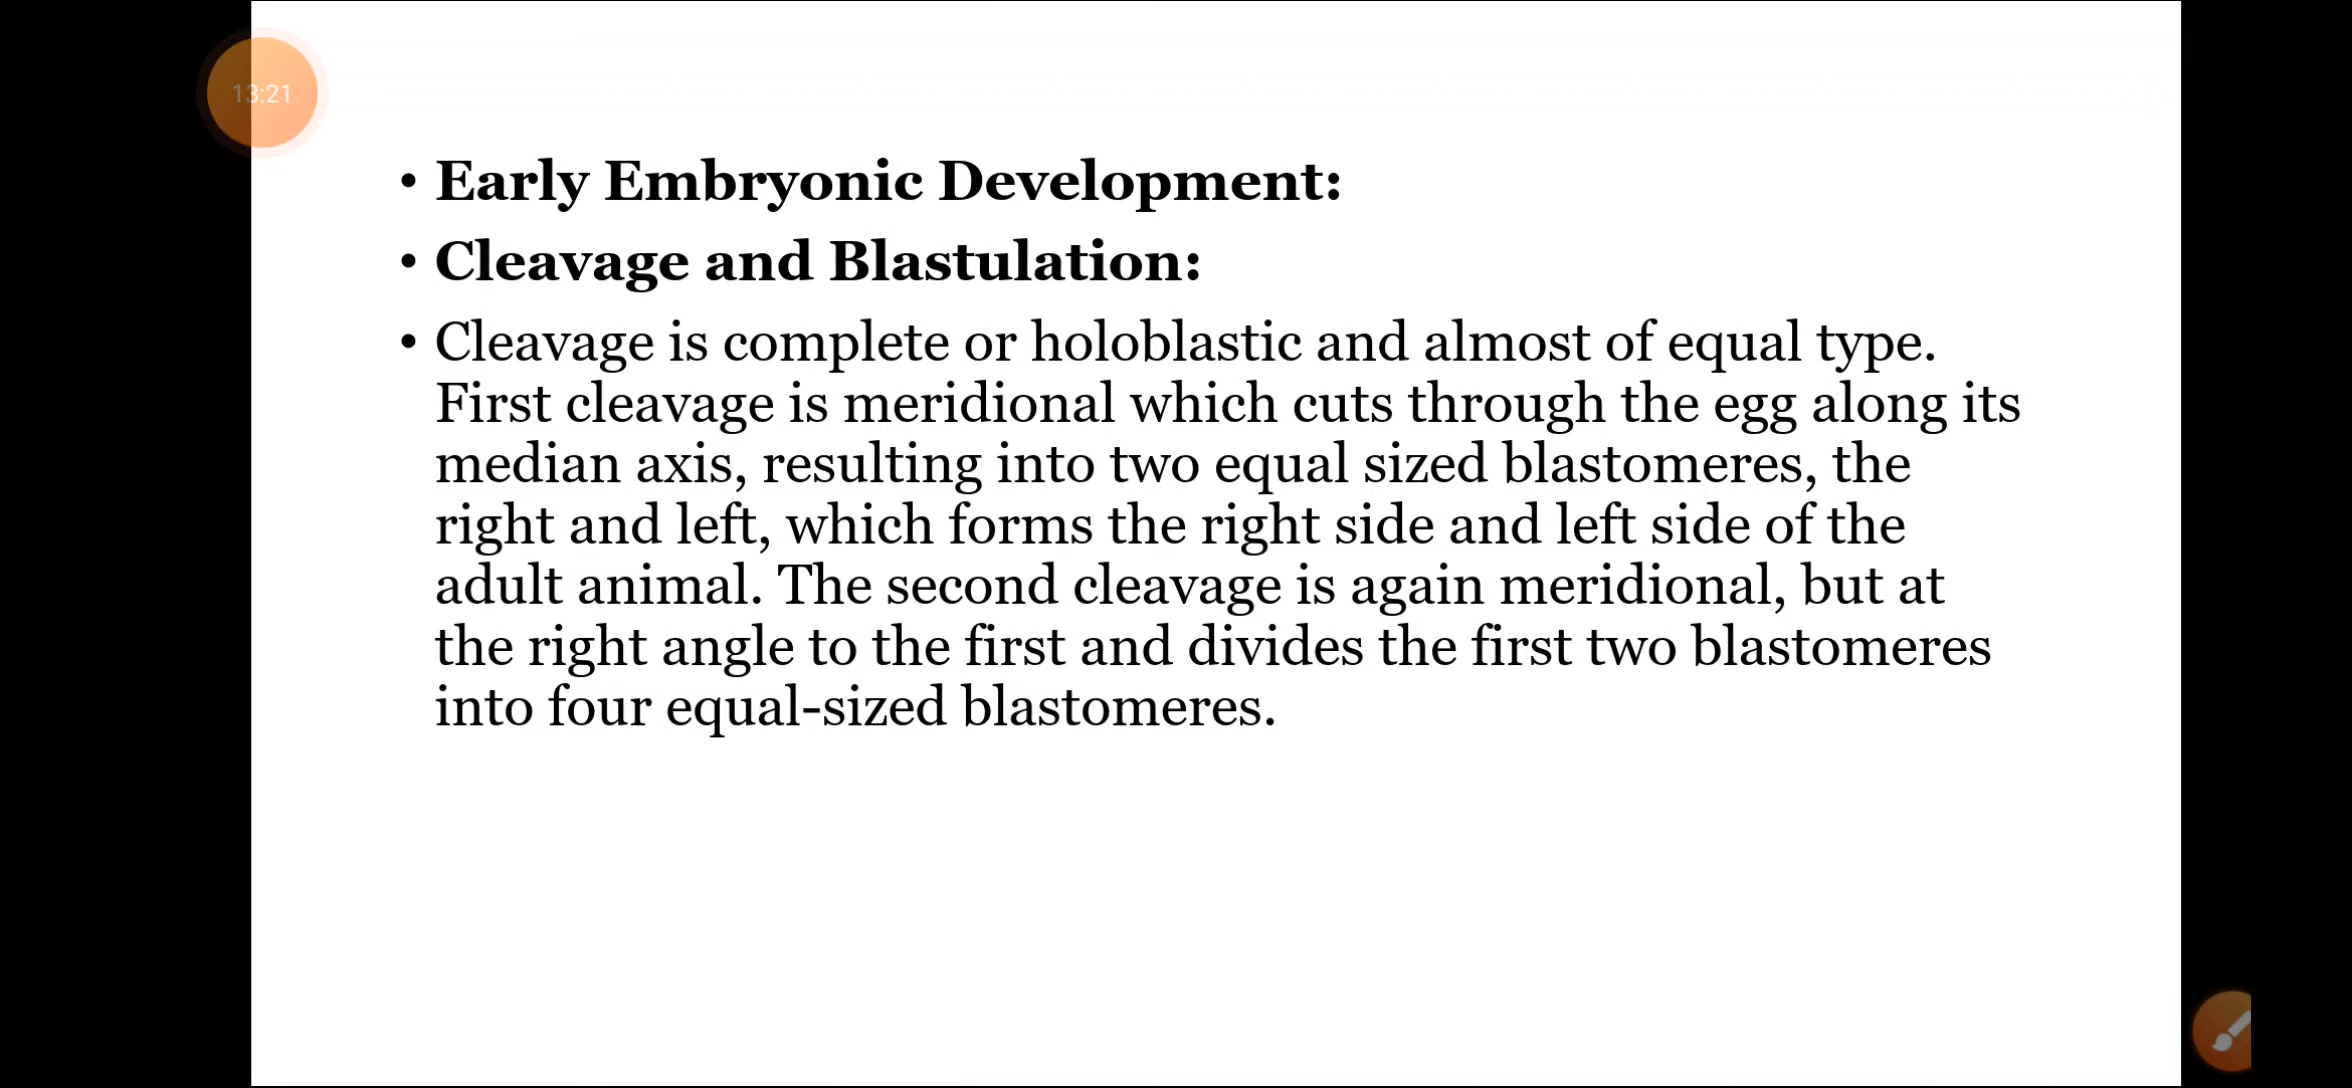 13:21
• Early Embryonic Development:
• Cleavage and Blastulation:
• Cleavage is complete or holoblastic and almost of equal type.
First cleavage is meridional which cuts through the egg along its
median axis, resulting into two equal sized blastomeres, the
right and left, which forms the right side and left side of the
adult animal. The second cleavage is again meridional, but at
the right angle to the first and divides the first two blastomeres
into four equal-sized blastomeres.